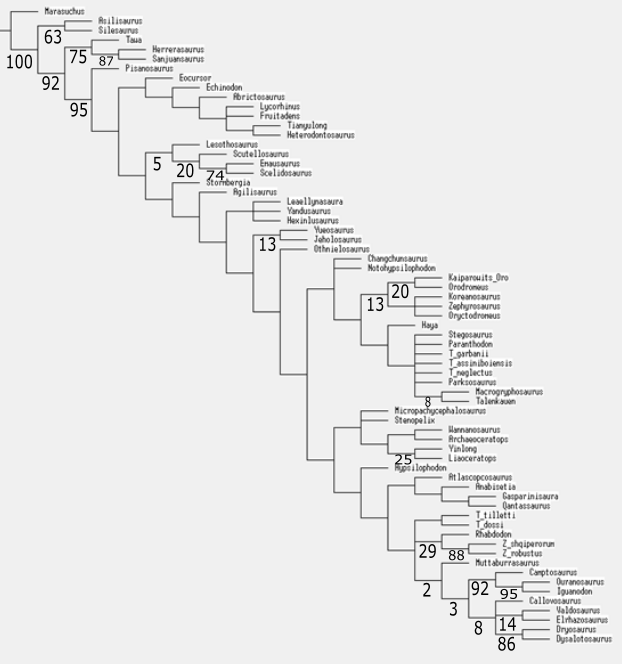 Marasuchus
Asilisaurus
63
Silesaurus
Tawa
100
75
Herrerasaurus
87
Sanjuansaurus
Pisanosaurus
92
Eocursor
Echinodon
95
Abrictosaurus
Lycorhinus
Fruitadens
Tianyulong
Heterodontosaurus
Lesothosaurus
5
Scutellosaurus
20
Emausaurus
74
Scelidosaurus
Stormbergia
Agilisaurus
Leaellynasaura
Yandusaurus
Hexinlusaurus
Yueosaurus
13
Jeholosaurus
Othnielosaurus
Changchunsaurus
Notohypsilophodon
Kaiparowits_Oro
20
Orodromeus
13
Koreanosaurus
Zephyrosaurus
Oryctodromeus
Haya
Stegosaurus
Paranthodon
T_garbanii
T_assiniboiensis
T_neglectus
Parksosaurus
Macrogryphosaurus
8
Talenkauen
Micropachycephalosaurus
Stenopelix
Wannanosaurus
Archaeoceratops
Yinlong
25
Liaoceratops
Hypsilophodon
Atlascopcosaurus
Anabisetia
Gasparinisaura
Qantassaurus
T_tilletti
T_dossi
Rhabdodon
29
Z_shqiperorum
88
Z_robustus
Muttaburrasaurus
Camptosaurus
2
92
Ouranosaurus
95
Iguanodon
3
Callovosaurus
Valdosaurus
8
14
Elrhazosaurus
Dryosaurus
86
Dysalotosaurus